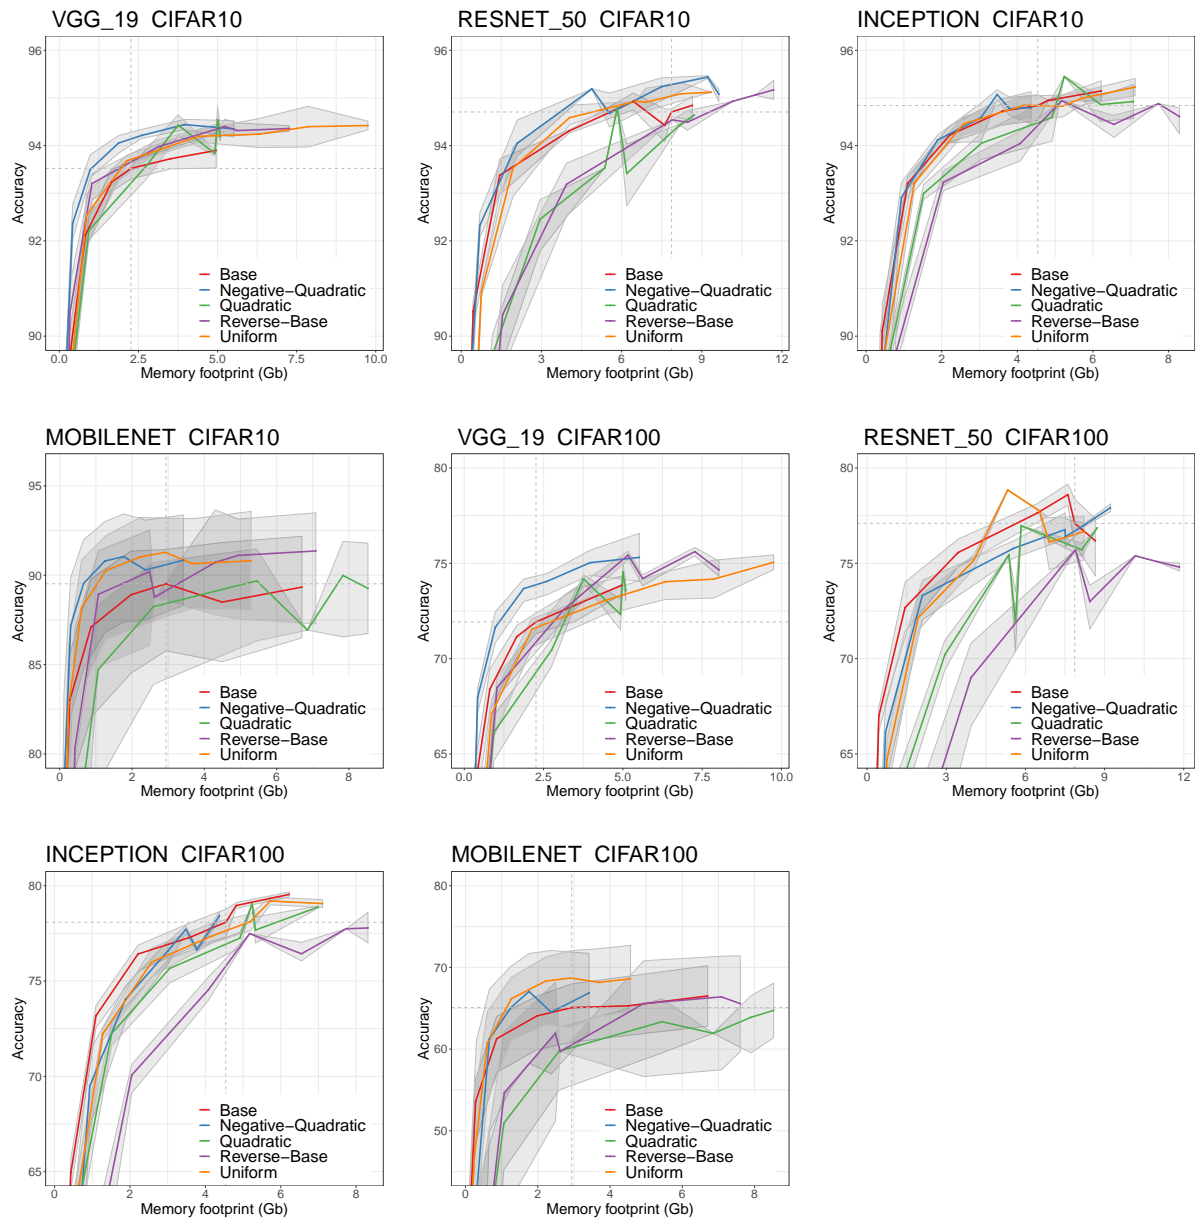 VGG_19 CIFAR10
96
94
92
90
Accuracy
0.0 2.5 5.0 7.5 10.0
Memory footprint (Gb)
Base
Negative−Quadratic
Quadratic
Reverse−Base
Uniform
RESNET_50 CIFAR10
96
94
92
90
Accuracy
0 3 6 9 12
Memory footprint (Gb)
Base
Negative−Quadratic
Quadratic
Reverse−Base
Uniform
INCEPTION CIFAR10
96
94
92
90
Accuracy
0 2 4 6 8
Memory footprint (Gb)
Base
Negative−Quadratic
Quadratic
Reverse−Base
Uniform
MOBILENET CIFAR10
95
90
85
80
Accuracy
0 2 4 6 8
Memory footprint (Gb)
Base
Negative−Quadratic
Quadratic
Reverse−Base
Uniform
VGG_19 CIFAR100
80
75
70
65
Accuracy
0.0 2.5 5.0 7.5 10.0
Memory footprint (Gb)
Base
Negative−Quadratic
Quadratic
Reverse−Base
Uniform
RESNET_50 CIFAR100
80
75
70
65
Accuracy
0 3 6 9 12
Memory footprint (Gb)
Base
Negative−Quadratic
Quadratic
Reverse−Base
Uniform
INCEPTION CIFAR100
80
75
70
65
Accuracy
0 2 4 6 8
Memory footprint (Gb)
Base
Negative−Quadratic
Quadratic
Reverse−Base
Uniform
MOBILENET CIFAR100
80
70
60
50
Accuracy
0 2 4 6 8
Memory footprint (Gb)
Base
Negative−Quadratic
Quadratic
Reverse−Base
Uniform